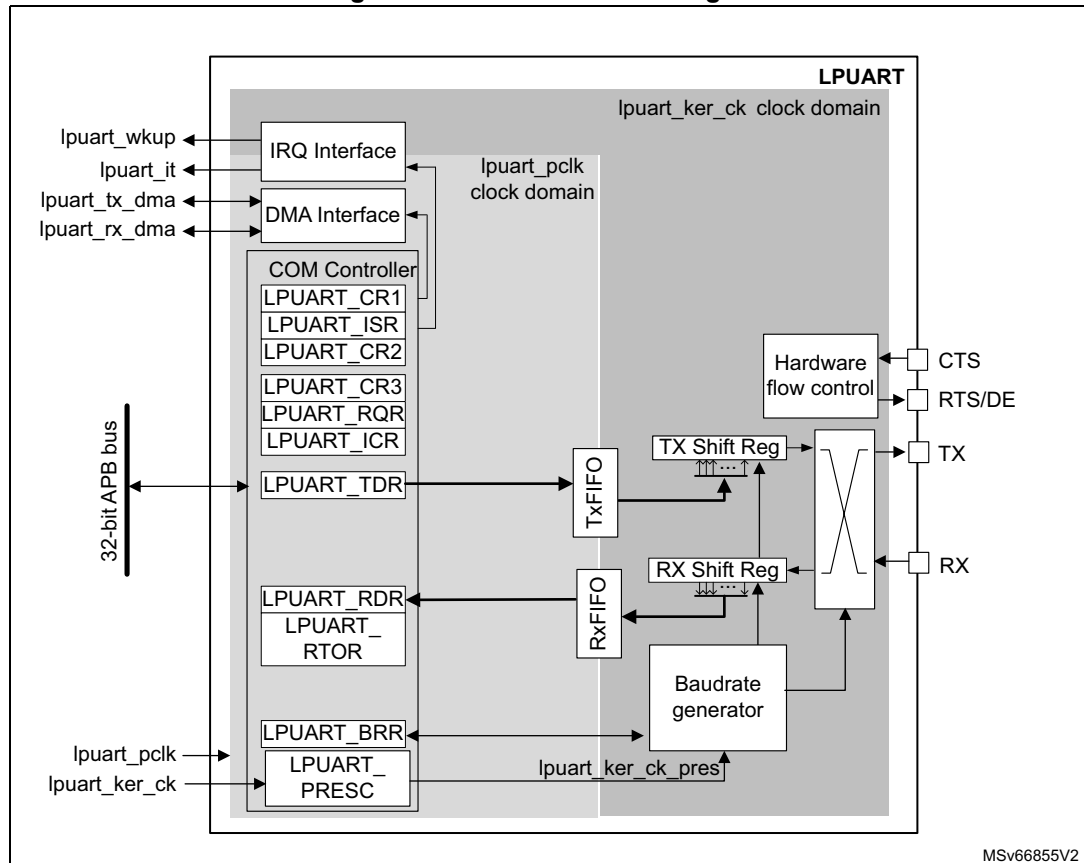 LPUART
lpuart_ker_ck clock domain
lpuart_wkup
IRQ Interface
lpuart_it
lpuart_pclk
clock domain
lpuart_tx_dma
DMA Interface
lpuart_rx_dma
COM Controller
LPUART_CR1
LPUART_ISR
LPUART_CR2
LPUART_CR3
LPUART_RQR
LPUART_ICR
LPUART_TDR
32-bit APB bus
Hardware
flow control
CTS
RTS/DE
TX Shift Reg
...
TX
TxFIFO
RX Shift Reg
...
RX
RxFIFO
LPUART_RDR
LPUART_
RTOR
Baudrate
generator
LPUART_BRR
lpuart_pclk
lpuart_ker_ck
LPUART_
PRESC
lpuart_ker_ck_pres
MSv66855V2